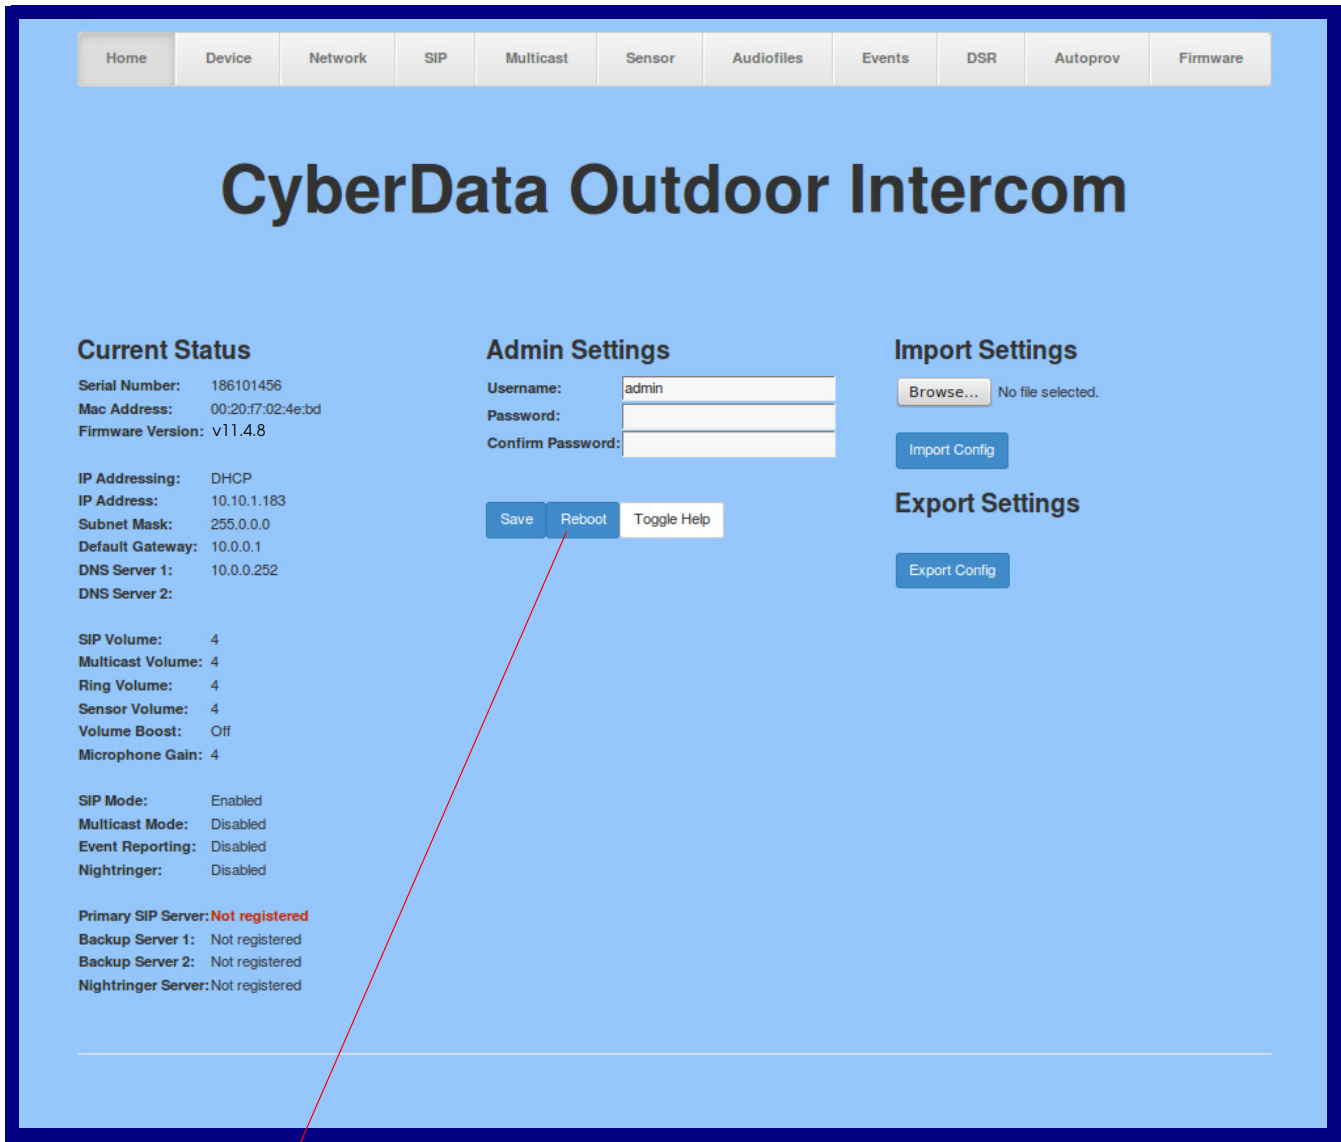 Home Device Network SIP Multicast Sensor Audiofiles Events DSR Autoprov Firmware
CyberData Outdoor Intercom
Current Status
Serial Number: 186101456
Mac Address: 00:20:f7:02:4e:bd
Firmware Version: v11.4.8
IP Addressing: DHCP
IP Address: 10.10.1.183
Subnet Mask: 255.0.0.0
Default Gateway: 10.0.0.1
DNS Server 1: 10.0.0.252
DNS Server 2:
SIP Volume: 4
Multicast Volume: 4
Ring Volume: 4
Sensor Volume: 4
Volume Boost: Off
Microphone Gain: 4
SIP Mode: Enabled
Multicast Mode: Disabled
Event Reporting: Disabled
Nightringer: Disabled
Primary SIP Server: Not registered
Backup Server 1: Not registered
Backup Server 2: Not registered
Nightringer Server: Not registered
Admin Settings
Username: admin
Password:
Confirm Password:
Save Reboot Toggle Help
Import Settings
Browse... No file selected.
Import Config
Export Settings
Export Config